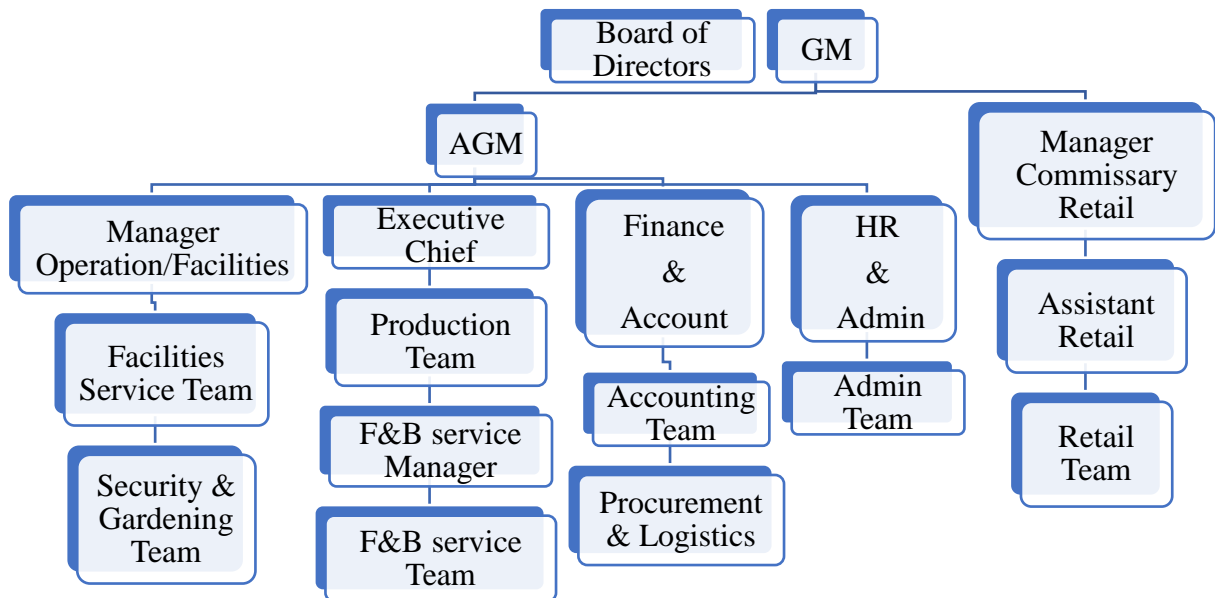 Board of
Directors
GM
AGM
Manager
Commissary
Retail
Manager
Operation/Facilities
Executive
Chief
Finance
&
Account
HR
&
Admin
Facilities
Service Team
Production
Team
Accounting
Team
Admin
Team
Assistant
Retail
Security &
Gardening
Team
F&B service
Manager
Procurement
& Logistics
Retail
Team
F&B service
Team